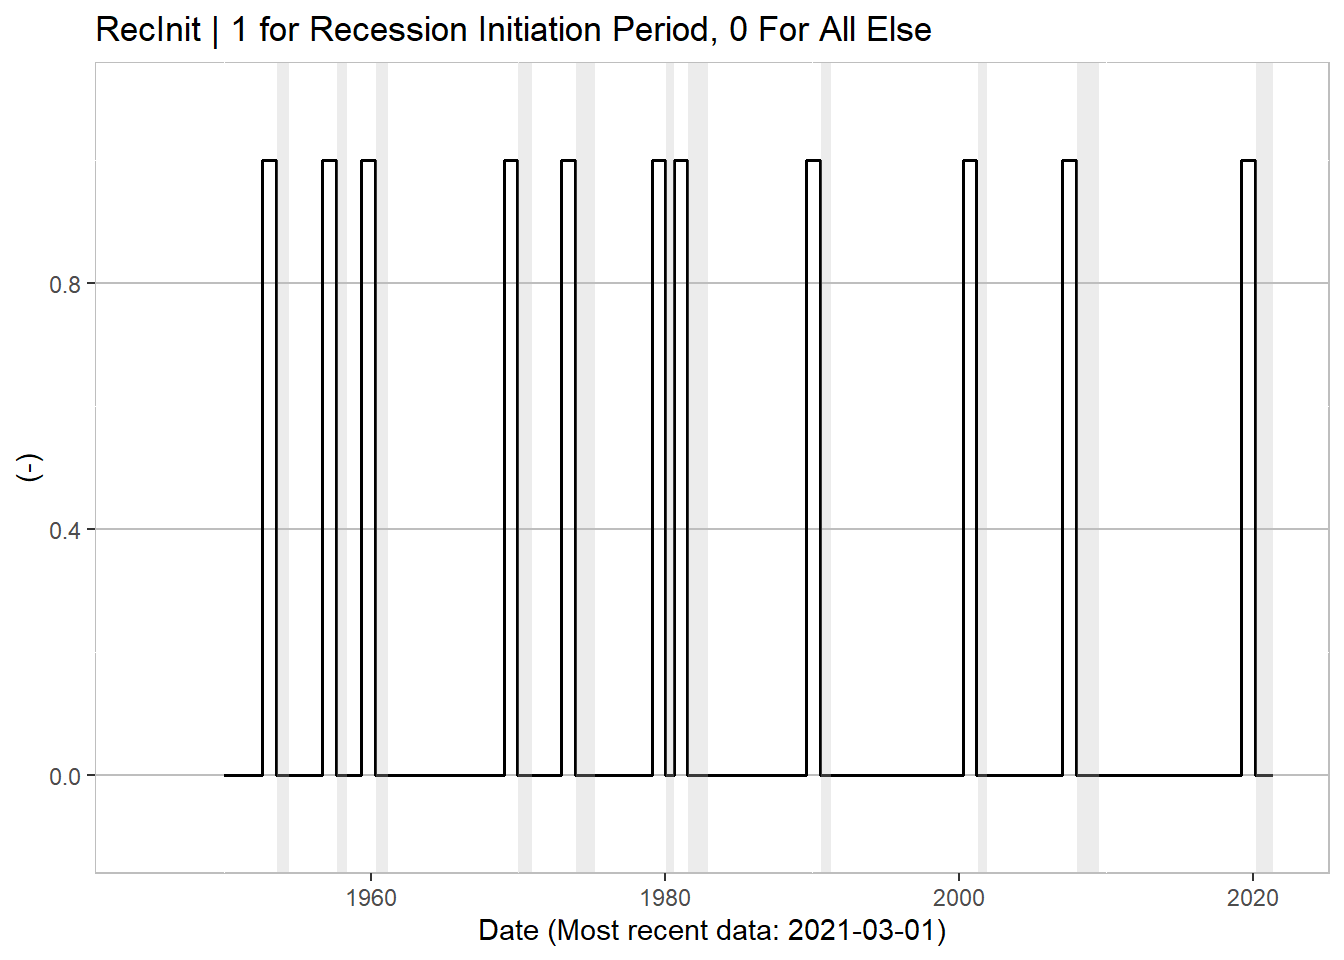 RecInit | 1 for Recession Initiation Period, 0 For All Else
0.8
0.4
0.0
(-)
1960 1980 2000 2020
Date (Most recent data: 2021-03-01)